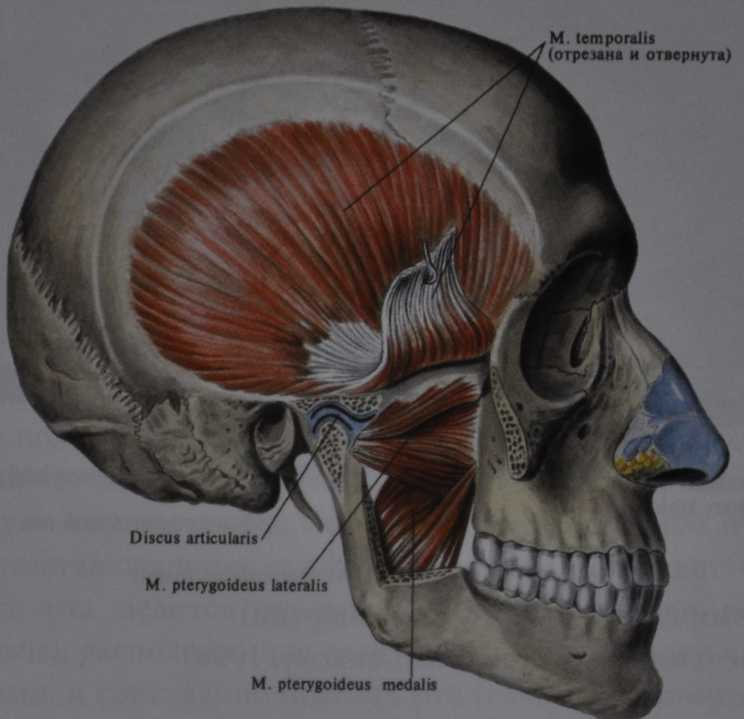 M. temporalis
(отрезана и отвернута)
Discus articularis
M. pterygoideus lateralis
M. pterygoideus medalis